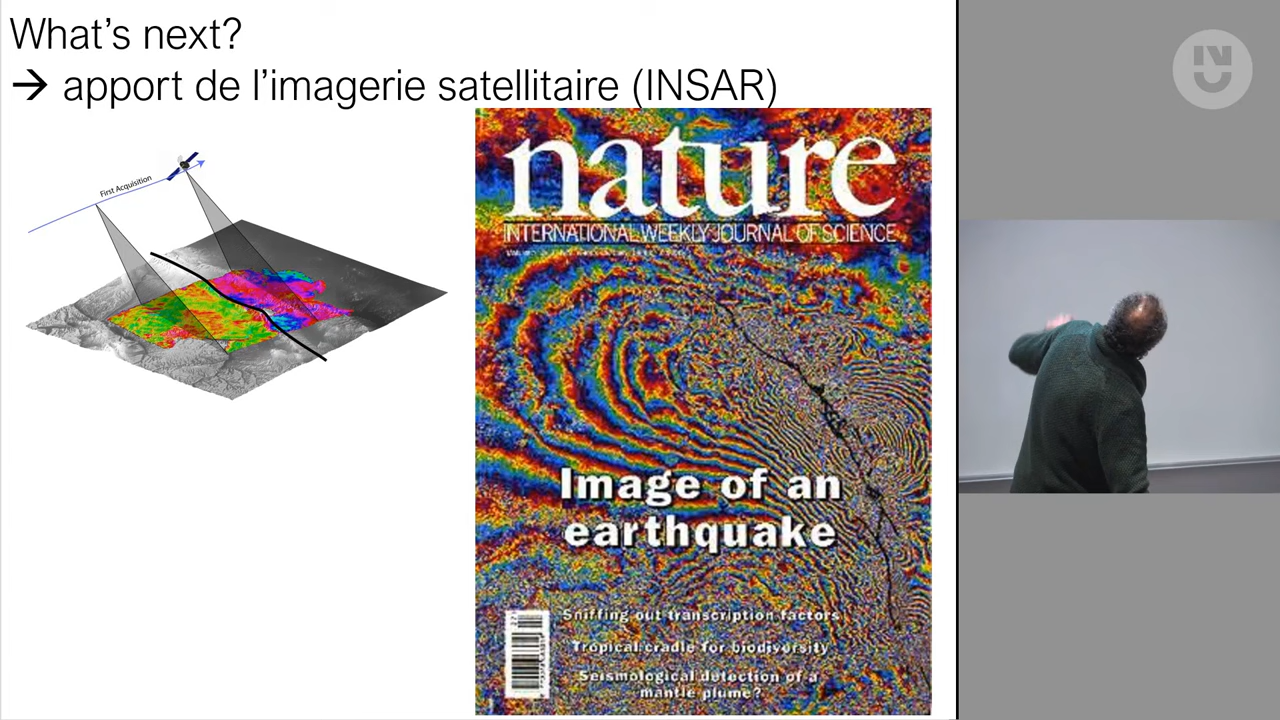 What's next?
→ apport de l'imagerie satellitaire (INSAR)
First Acquisition
nature
INTERNATIONAL WEEKLY JOURNAL OF SCIENCE
Image of an
earthquake
Sniffing out transcription factors
Tropical cradle for biodiversity
Seismological detection of a
mantle plume?